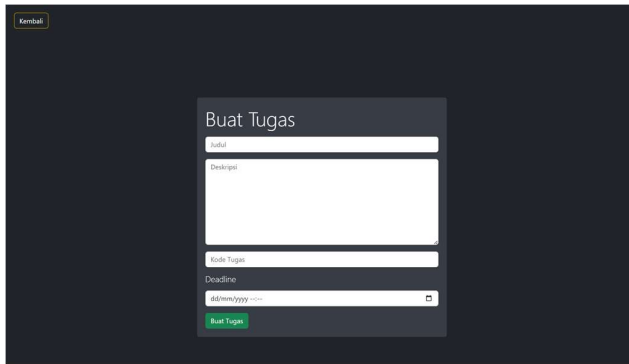 Kembali
Buat Tugas
Judul
Deskripsi
Kode Tugas
Deadline
dd/mm/yyyy --:--
Buat Tugas